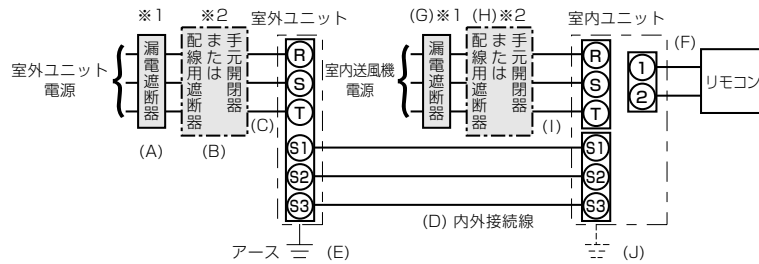 ※1
※2
室外ユニット
(G)※1
(H)※2
室内ユニット
室外ユニット
電源
漏電遮断器
手元開閉器
または
配線用遮断器
R
S
T
(A)
(B)
(C)
室内送風機
電源
漏電遮断器
手元開閉器
または
配線用遮断器
(I)
R
S
T
1
2
(F)
リモコン
S1
S2
S3
S1
S2
S3
(D) 内外接続線
アース
(E)
(J)